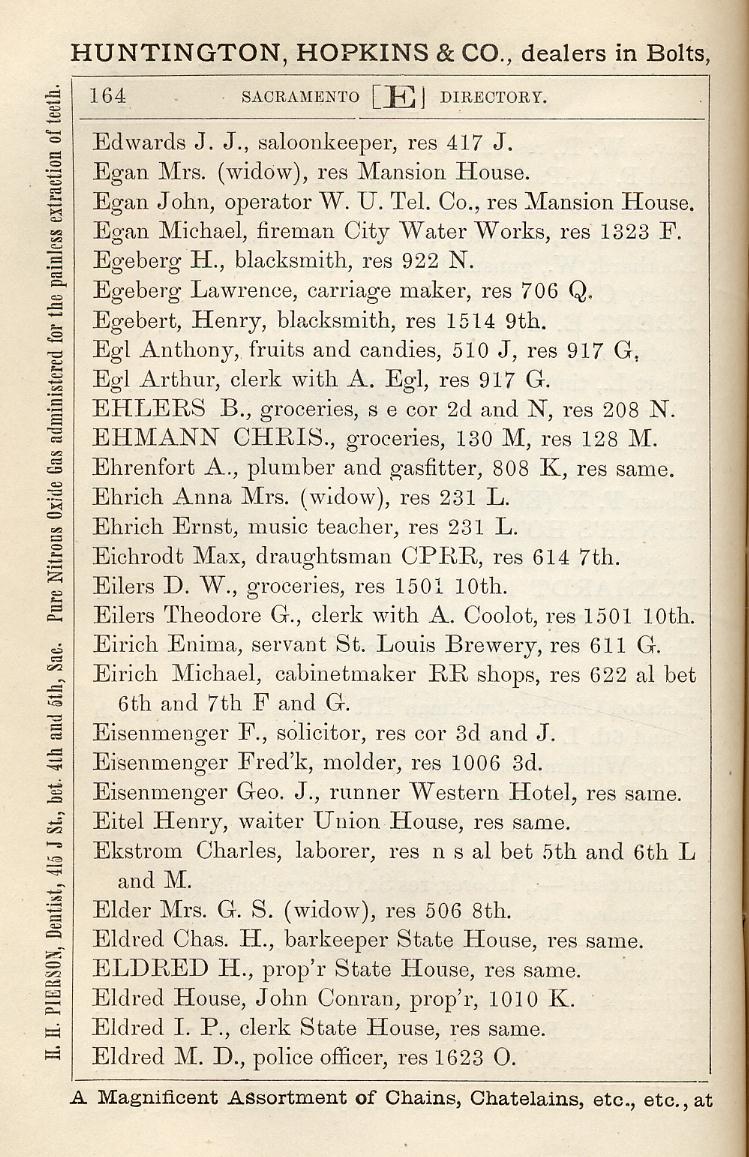 HUNTINGTON, HOPKINS & CO., dealers in Bolts,
164 SACRAMENTO [E] DIRECTORY.
Edwards J. J., saloonkeeper, res 417 J.
Egan Mrs. (widow), res Mansion House.
Egan John, operator W. U. Tel. Co., res Mansion House.
Egan Michael, fireman City Water Works, res 1323 F.
Egeberg H., blacksmith, res 922 N.
Egeberg Lawrence, carriage maker, res 706 Q.
Egebert, Henry, blacksmith, res 1514 9th.
Egl Anthony, fruits and candies, 510 J, res 917 G,
Egl Arthur, clerk with A. Egl, res 917 G.
EHLERS B., groceries, s e cor 2d and N, res 208 N.
EHMANN CHRIS., groceries, 130 M, res 128 M.
Ehrenfort A., plumber and gasfitter, 808 K, res same.
Ehrich Anna Mrs. (widow), res 231 L.
Ehrich Ernst, music teacher, res 231 L.
Eichrodt Max, draughtsman CPRR, res 614 7th.
Eilers D. W., groceries, res 1501 10th.
Eilers Theodore G., clerk with A. Coolot, res 1501 10th.
Eirich Enima, servant St. Louis Brewery, res 611 G.
Eirich Michael, cabinetmaker RR shops, res 622 al bet
6th and 7th F and G.
Eisenmenger F., solicitor, res cor 3d and J.
Eisenmenger Fred'k, molder, res 1006 3d.
Eisenmenger Geo. J., runner Western Hotel, res same.
Eitel Henry, waiter Union House, res same.
Ekstrom Charles, laborer, res n s al bet 5th and 6th L
and M.
Elder Mrs. G. S. (widow), res 506 8th.
Eldred Chas. H., barkeeper State House, res same.
ELDRED H., prop'r State House, res same.
Eldred House, John Conran, prop'r, 1010 K.
Eldred I. P., clerk State House, res same.
Eldred M. D., police officer, res 1623 O.
A Magnificent Assortment of Chains, Chatelains, etc., etc., at
H. H. PIERSON, Dentist, 415 J St., bet. 4th and 5th, Sac. Pure Nitrous Oxide Gas administered for the painless extraction of teeth.